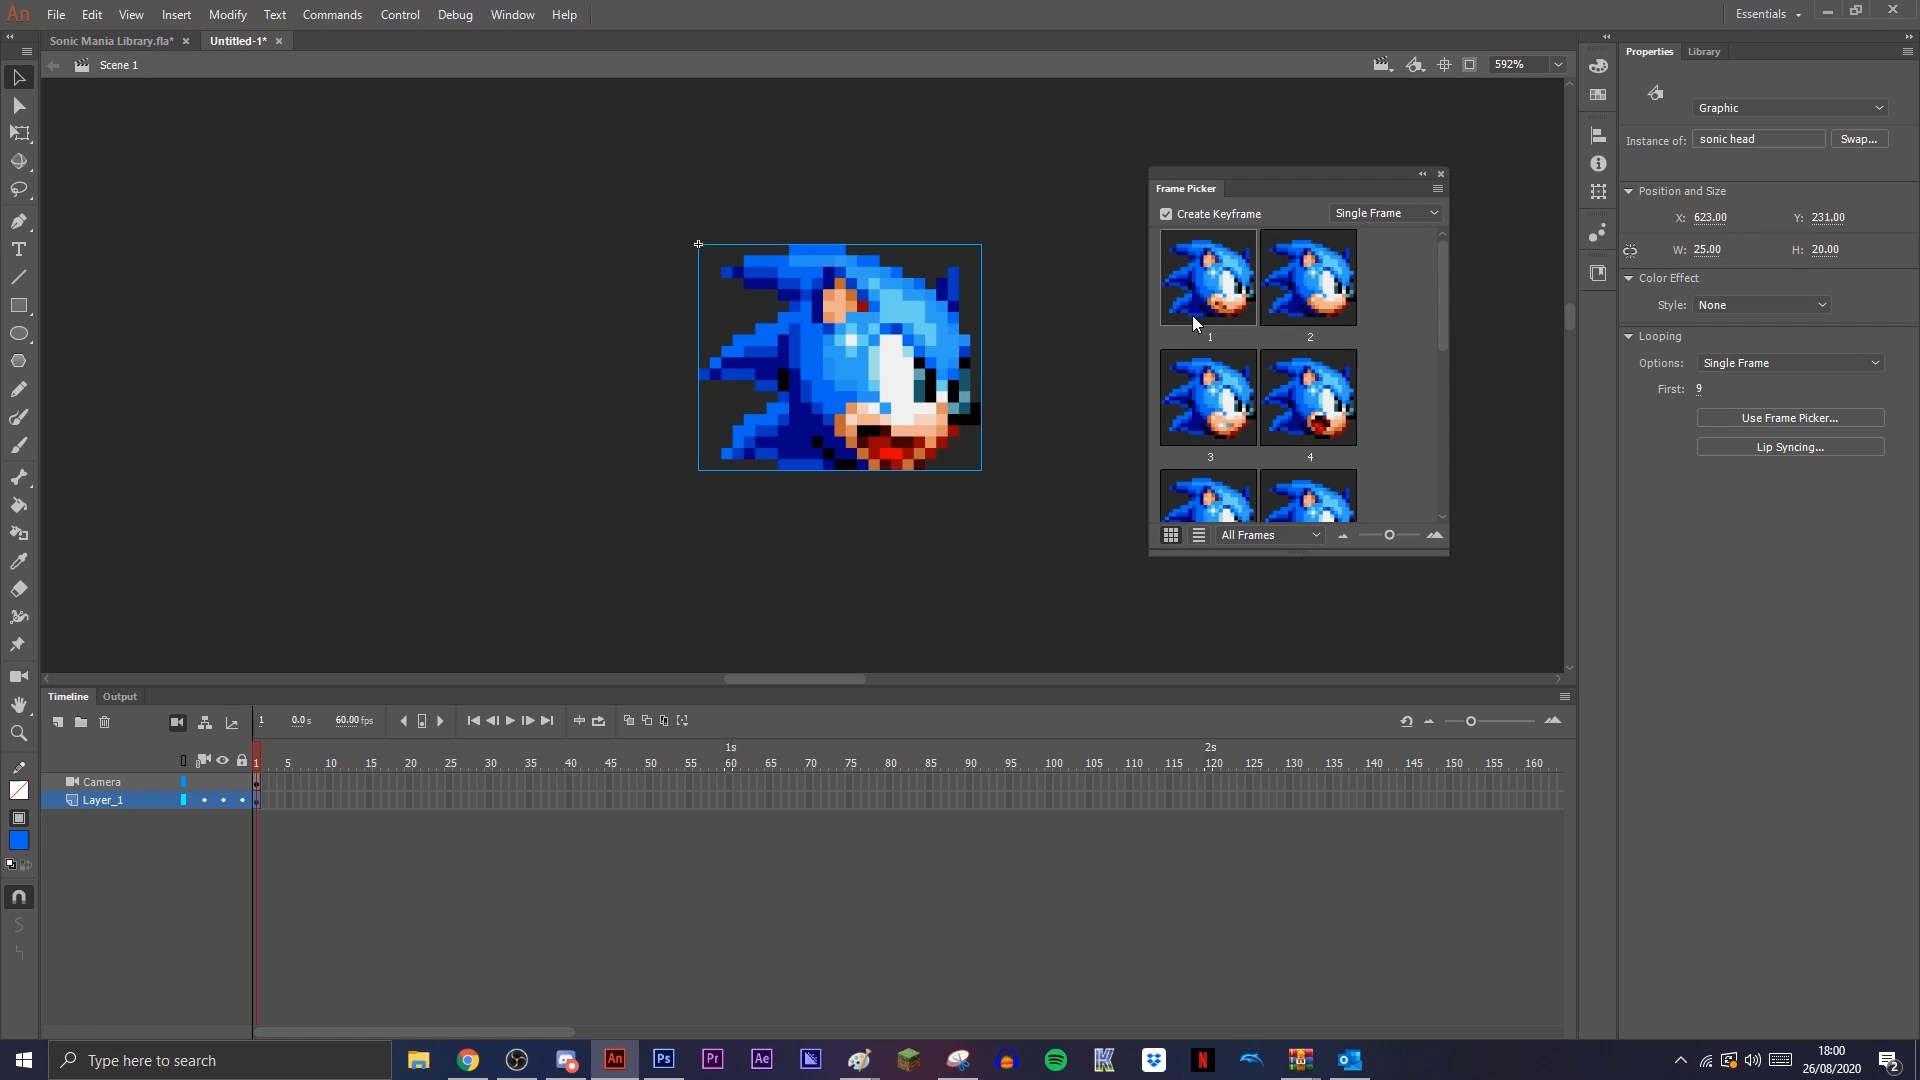 An File Edit View Insert Modify Text Commands Control Debug Window Help Essentials
Sonic Mania Library.fla* × Untitled-1* ×
Scene 1 592%
Properties Library
Graphic
Instance of: sonic head Swap...
Position and Size
X: 623.00 Y: 231.00
W: 25.00 H: 20.00
Color Effect
Style: None
Looping
Options: Single Frame
First: 9
Use Frame Picker...
Lip Syncing...
Frame Picker
Create Keyframe Single Frame
1 2
3 4
All Frames
Timeline Output
1 0.0 s 60.00 fps
1s 2s
1 5 10 15 20 25 30 35 40 45 50 55 60 65 70 75 80 85 90 95 100 105 110 115 120 125 130 135 140 145 150 155 160
Camera
Layer_1
Type here to search
An Ps Pr Ae K N
18:00
26/08/2020
2